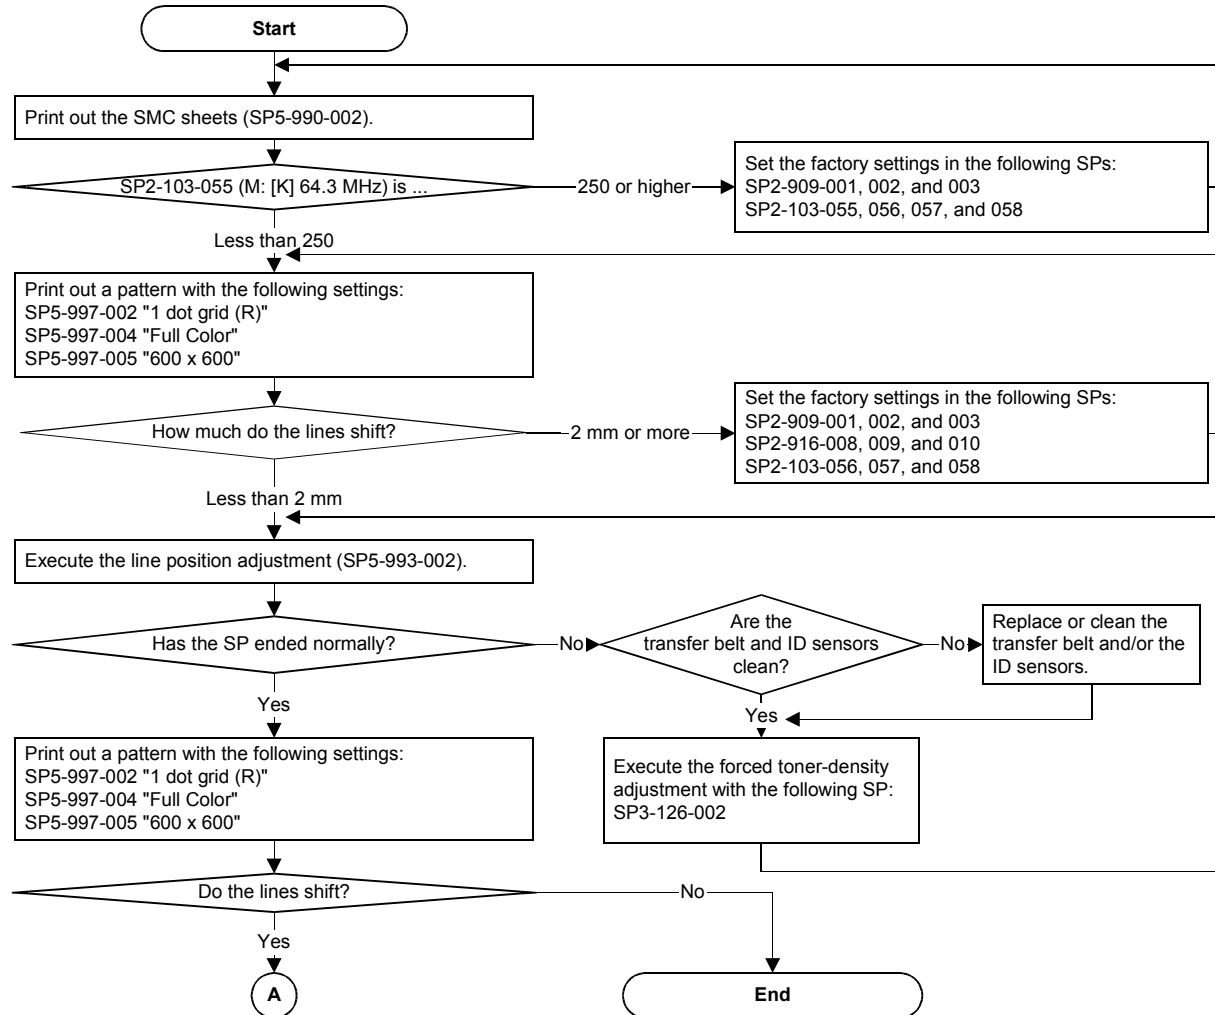 Start
Print out the SMC sheets (SP5-990-002).
SP2-103-055 (M: [K] 64.3 MHz) is ...
250 or higher
Set the factory settings in the following SPs:
SP2-909-001, 002, and 003
SP2-103-055, 056, 057, and 058
Less than 250
Print out a pattern with the following settings:
SP5-997-002 "1 dot grid (R)"
SP5-997-004 "Full Color"
SP5-997-005 "600 x 600"
How much do the lines shift?
2 mm or more
Set the factory settings in the following SPs:
SP2-909-001, 002, and 003
SP2-916-008, 009, and 010
SP2-103-056, 057, and 058
Less than 2 mm
Execute the line position adjustment (SP5-993-002).
Has the SP ended normally?
No
Are the
transfer belt and ID sensors
clean?
No
Replace or clean the
transfer belt and/or the
ID sensors.
Yes
Yes
Print out a pattern with the following settings:
SP5-997-002 "1 dot grid (R)"
SP5-997-004 "Full Color"
SP5-997-005 "600 x 600"
Execute the forced toner-density
adjustment with the following SP:
SP3-126-002
Do the lines shift?
No
Yes
A
End